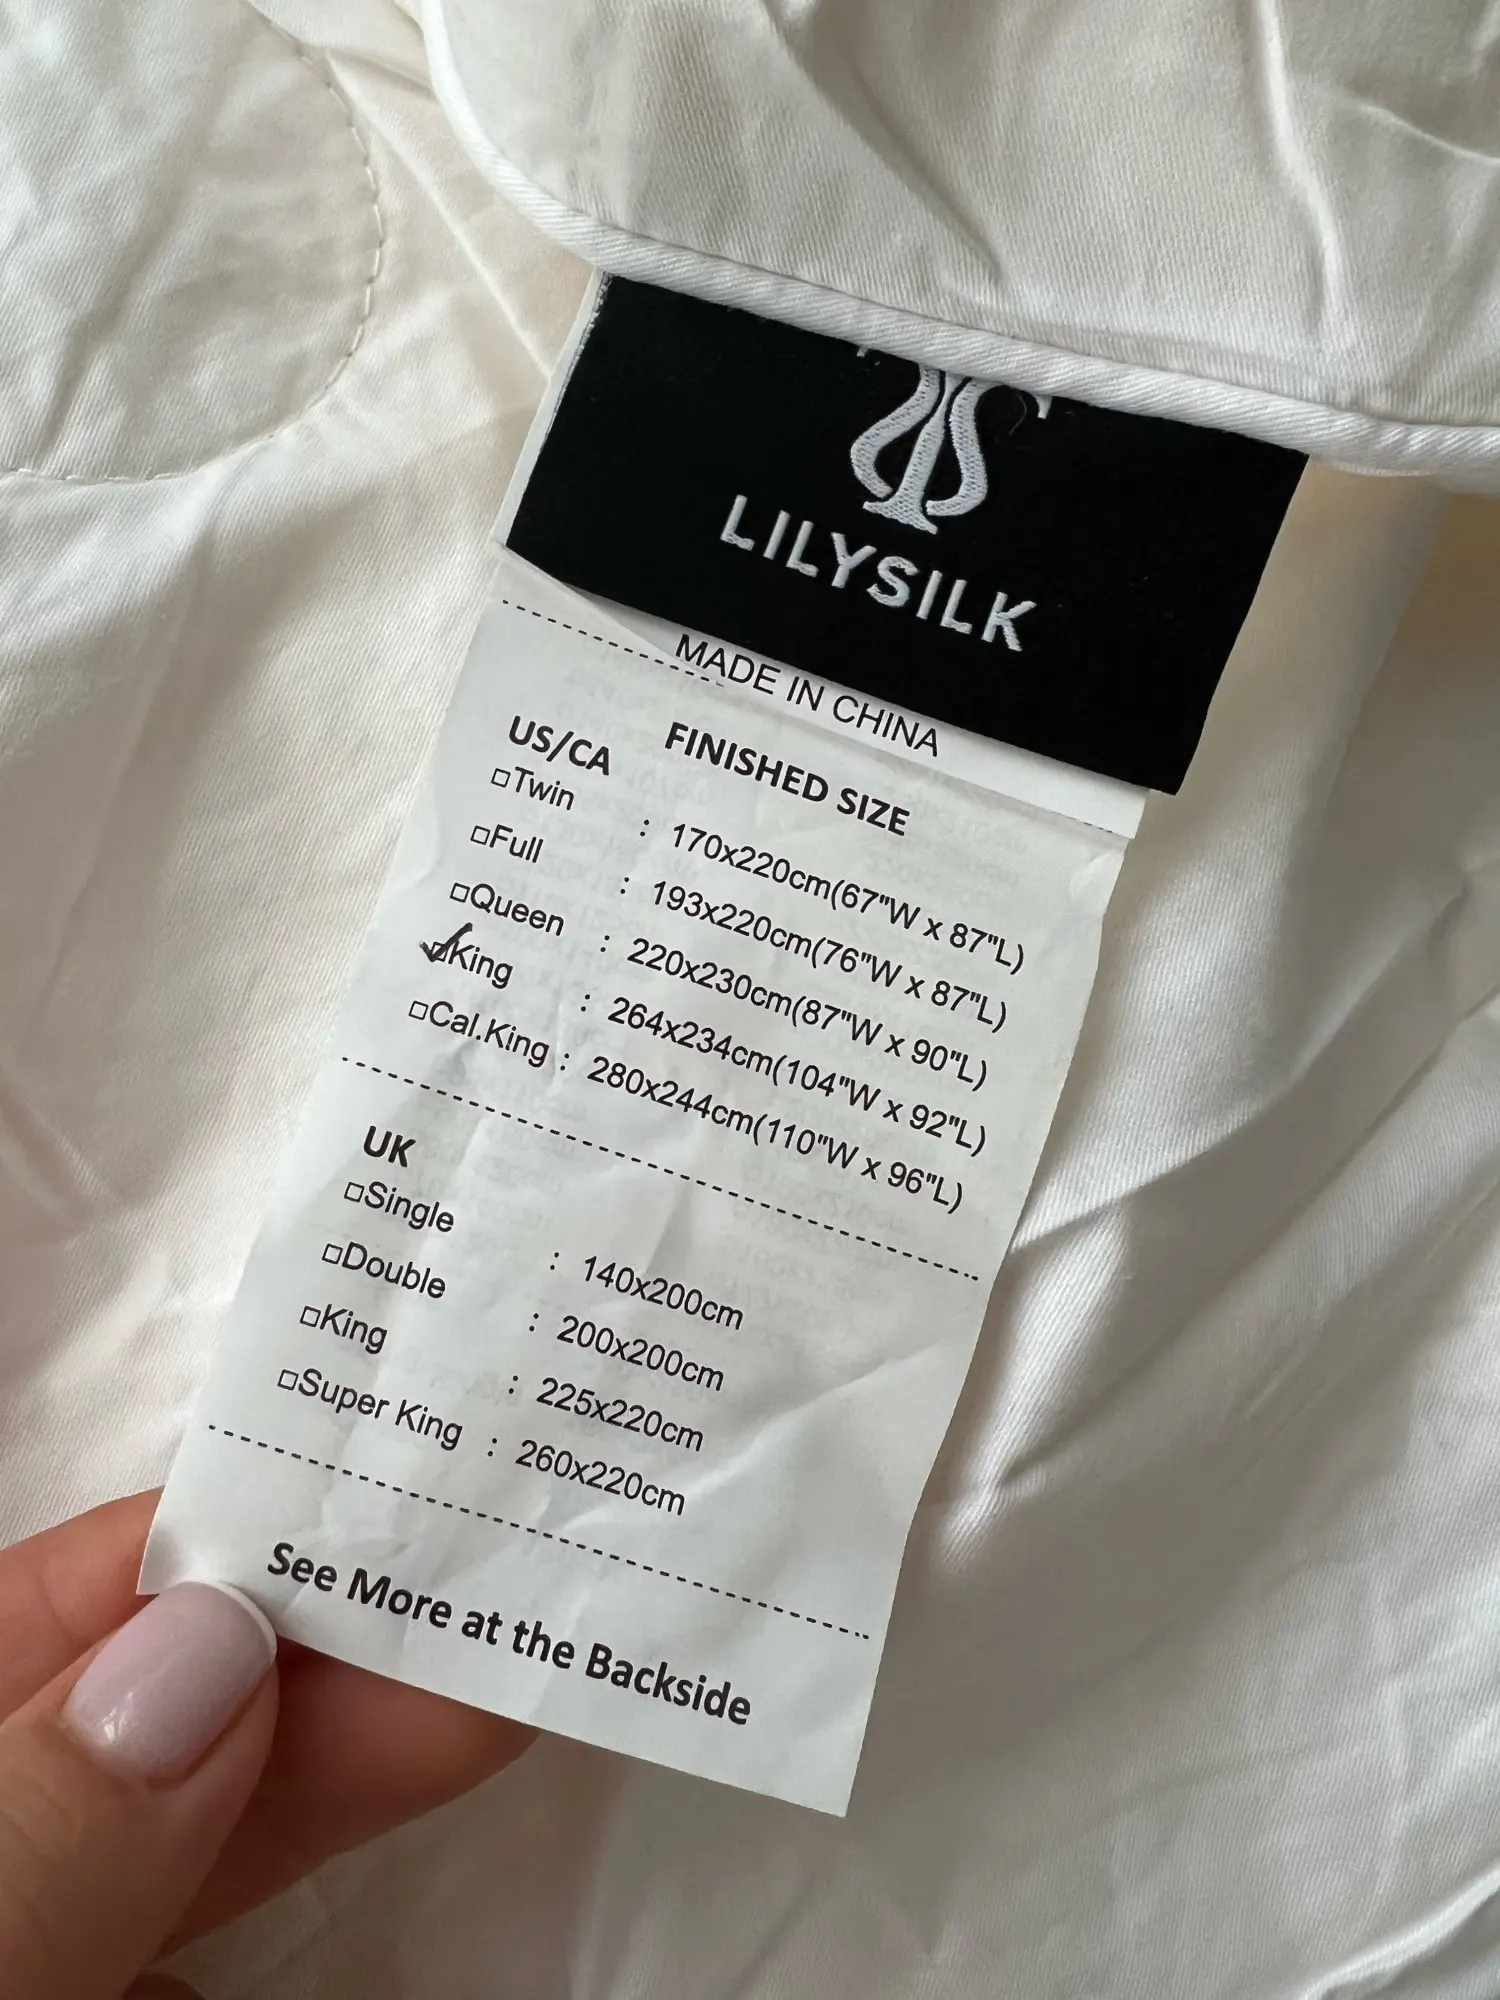 LILYSILK
MADE IN CHINA
FINISHED SIZE
US/CA
□Twin : 170x220cm(67"W x 87"L)
□Full : 193x220cm(76"W x 87"L)
□Queen : 220x230cm(87"W x 90"L)
☑King : 264x234cm(104"W x 92"L)
□Cal.King : 280x244cm(110"W x 96"L)
UK
□Single : 140x200cm
□Double : 200x200cm
□King : 225x220cm
□Super King : 260x220cm
See More at the Backside